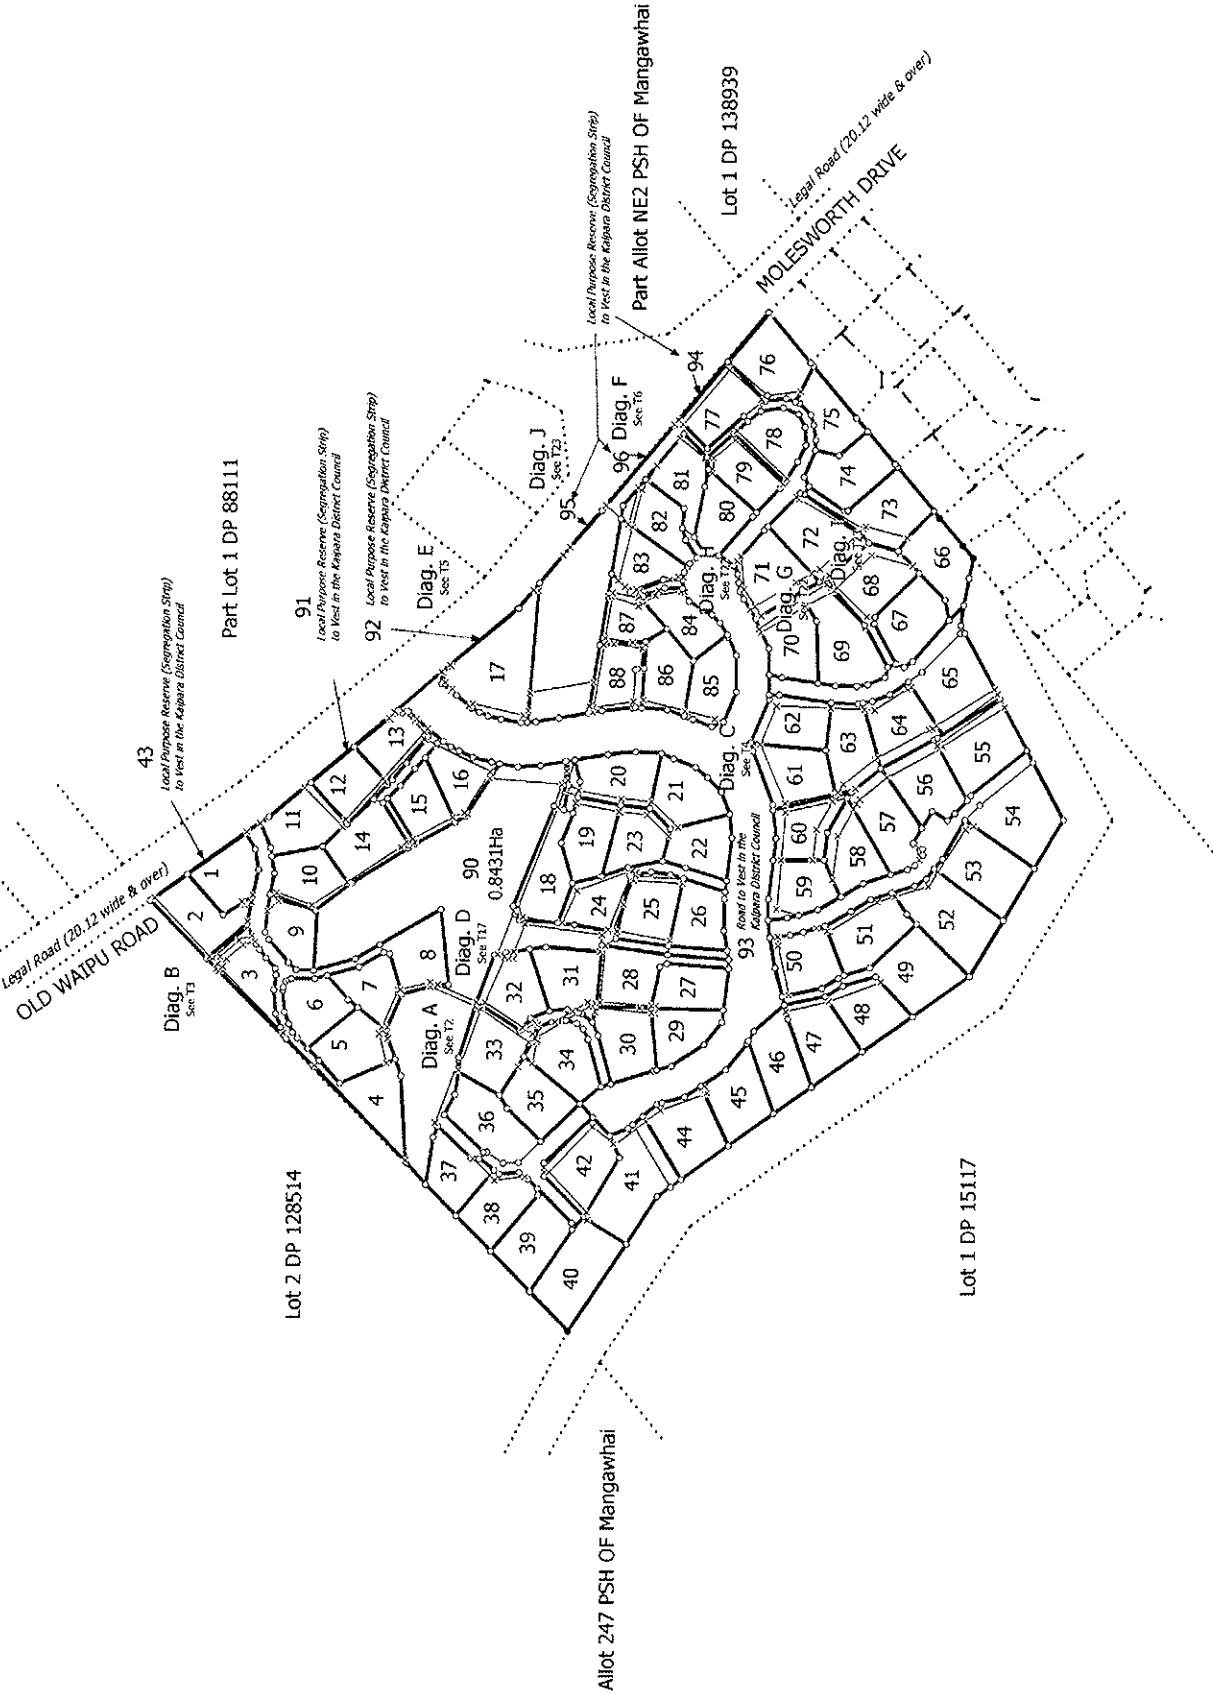 Legal Road (20.12 wide & over)
OLD WAIPU ROAD
43
Local Purpose Reserve (Segregation Strip)
to Vest in the Kaipara District Council
Part Lot 1 DP 88111
91
Local Purpose Reserve (Segregation Strip)
to Vest in the Kaipara District Council
92
Local Purpose Reserve (Segregation Strip)
to Vest in the Kaipara District Council
Diag. E
See T5
Diag. J
See T23
95
96
Diag. F
See T6
94
Local Purpose Reserve (Segregation Strip)
to Vest in the Kaipara District Council
Part Allot NE2 PSH OF Mangawhai
Lot 1 DP 138939
Legal Road (20.12 wide & over)
MOLESWORTH DRIVE
Diag. B
See T3
1
2
3
4
5
6
7
8
9
10
11
12
13
14
15
16
17
90
0.8431Ha
Diag. D
See T17
Diag. A
See T2
18
19
20
21
22
23
24
25
26
27
28
29
30
31
32
33
34
35
36
37
38
39
40
41
42
44
45
46
47
48
49
50
51
52
53
54
55
56
57
58
59
60
61
62
63
64
65
66
67
68
69
70
71
72
73
74
75
76
77
78
79
80
81
82
83
84
85
86
87
88
93
Road to Vest in the
Kaipara District Council
Diag. C
See T4
Diag. G
See
Diag.
See T22
Diag.
Lot 2 DP 128514
Lot 1 DP 15117
Allot 247 PSH OF Mangawhai